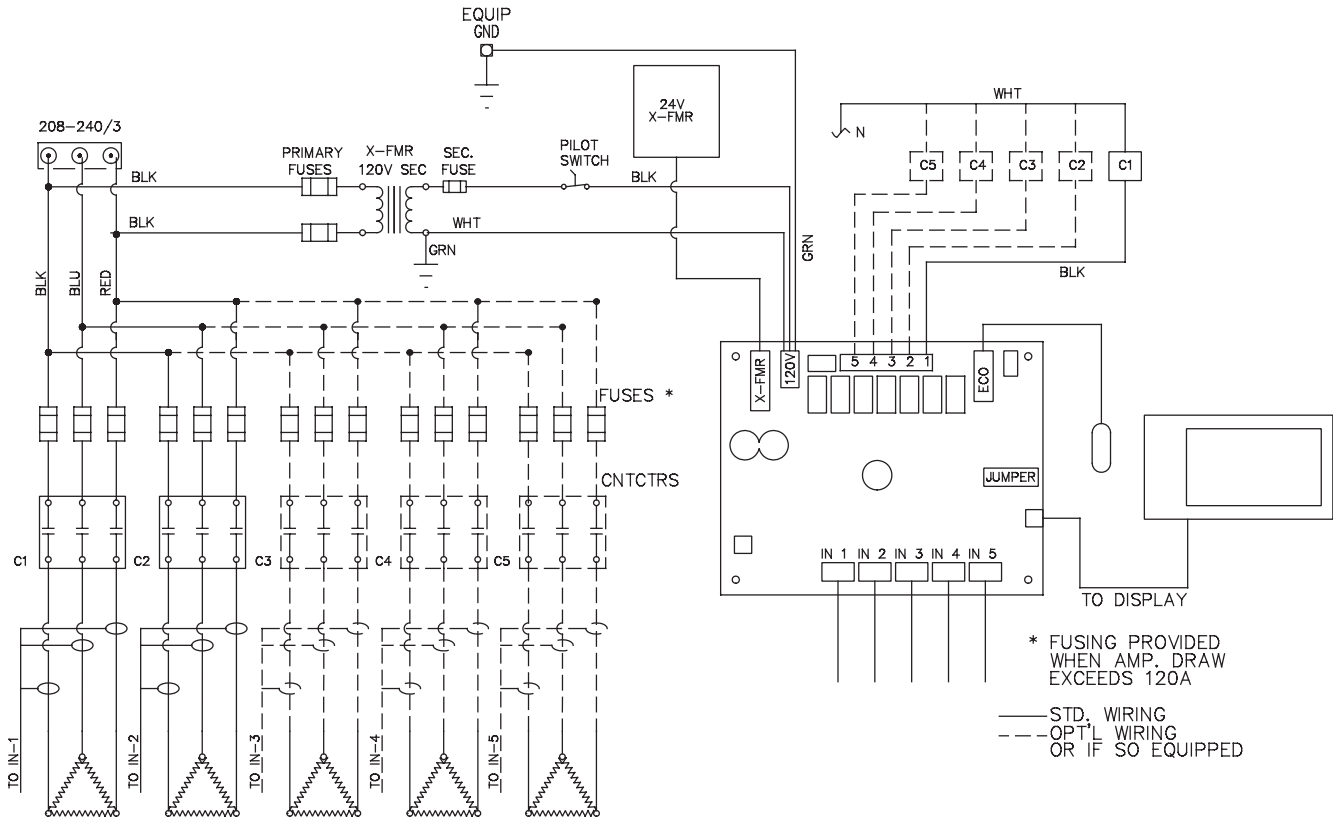 EQUIP
GND
24V
X-FMR
WHT
N
208-240/3
PRIMARY
FUSES
X-FMR
120V SEC
SEC.
FUSE
PILOT
SWITCH
C5
C4
C3
C2
C1
BLK
BLK
BLK
WHT
GRN
GRN
BLK
BLK
BLU
RED
X-FMR
120V
5 4 3 2 1
ECO
FUSES *
CNTCTRS
JUMPER
C1
C2
C3
C4
C5
IN 1 IN 2 IN 3 IN 4 IN 5
TO DISPLAY
* FUSING PROVIDED
WHEN AMP. DRAW
EXCEEDS 120A
STD. WIRING
OPT'L WIRING
OR IF SO EQUIPPED
TO IN-1
TO IN-2
TO IN-3
TO IN-4
TO IN-5